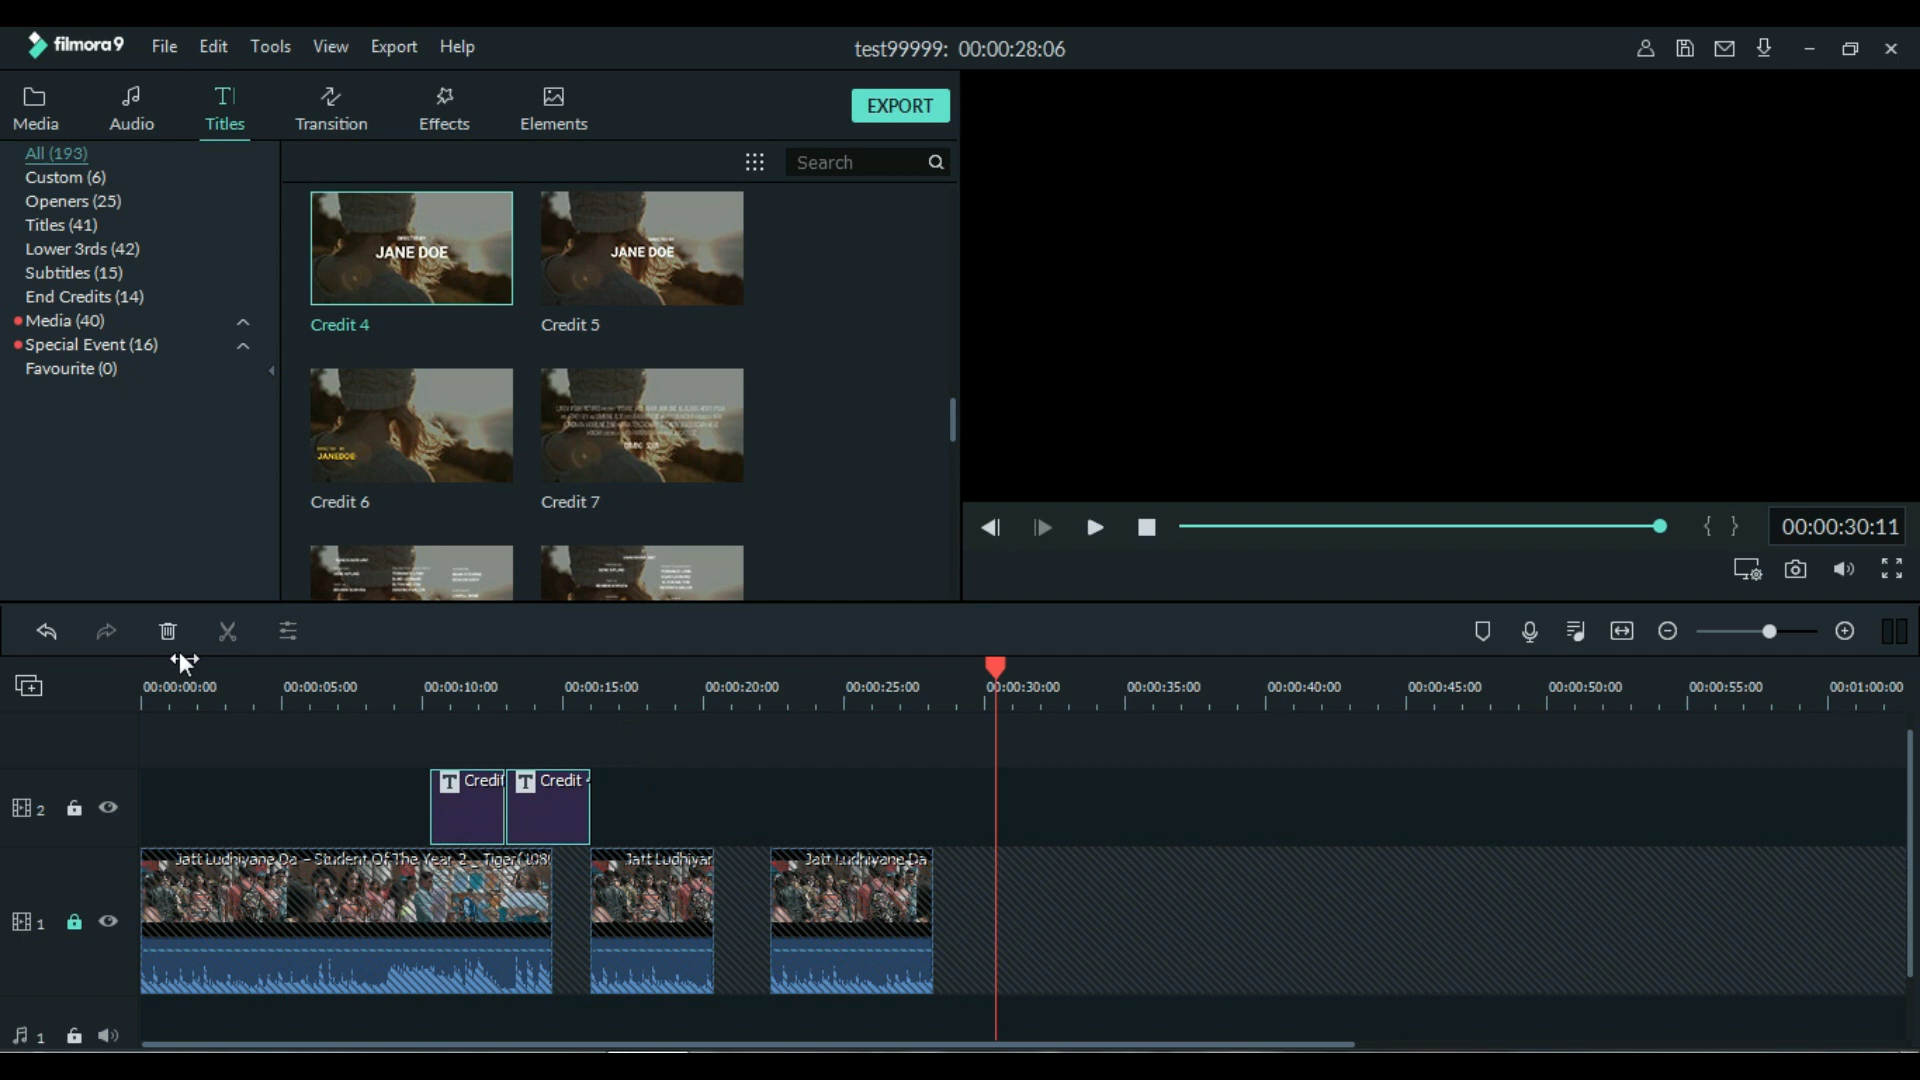 filmora9 File Edit Tools View Export Help
test99999: 00:00:28:06
Media Audio Titles Transition Effects Elements
EXPORT
All (193)
Custom (6)
Openers (25)
Titles (41)
Lower 3rds (42)
Subtitles (15)
End Credits (14)
Media (40)
Special Event (16)
Favourite (0)
Search
JANE DOE
JANE DOE
Credit 4
Credit 5
JANEDOE
Credit 6
Credit 7
00:00:30:11
00:00:00:00 00:00:05:00 00:00:10:00 00:00:15:00 00:00:20:00 00:00:25:00 00:00:30:00 00:00:35:00 00:00:40:00 00:00:45:00 00:00:50:00 00:00:55:00 00:01:00:00
2
T Credit
T Credit
Jatt Ludhiyane Da – Student Of The Year 2 _ Tiger(108
Jatt Ludhiyan
Jatt Ludhiyane Da
1
1